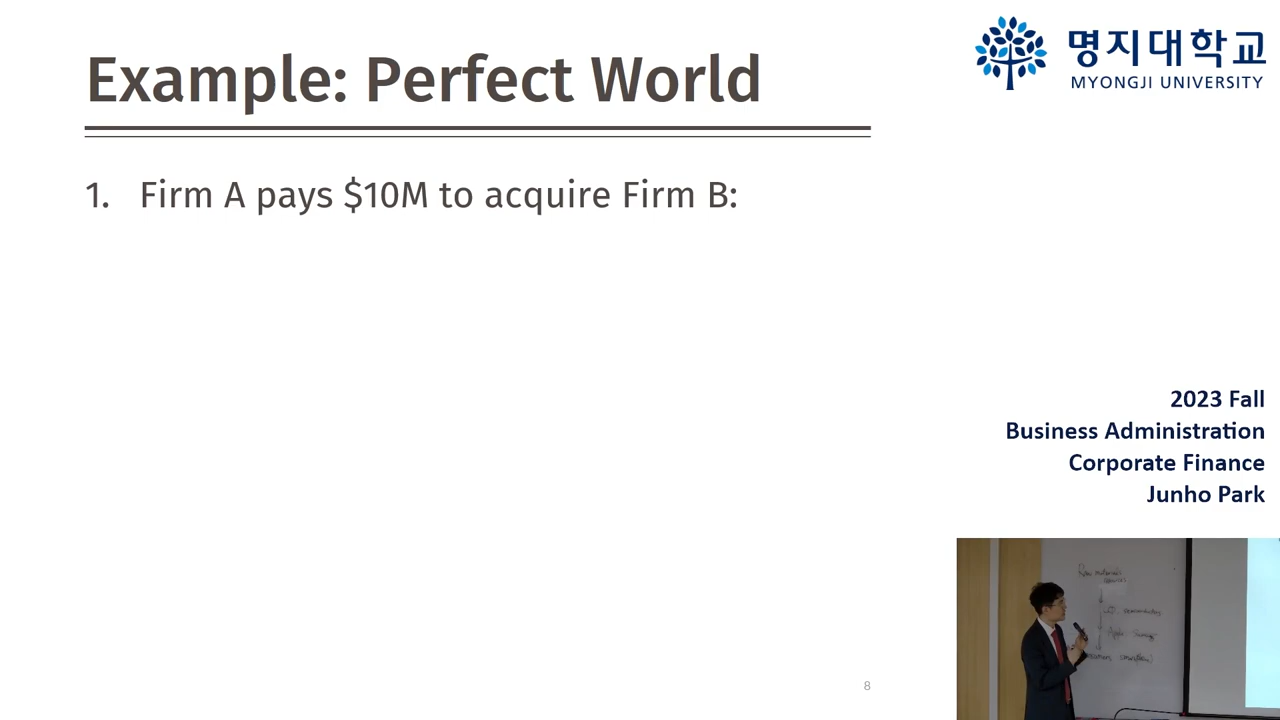 Example: Perfect World
명지대학교
MYONGJI UNIVERSITY
1. Firm A pays $10M to acquire Firm B:
2023 Fall
Business Administration
Corporate Finance
Junho Park
8